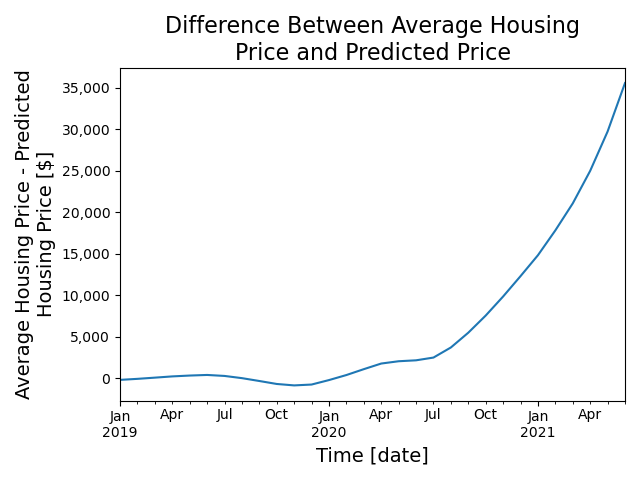 Difference Between Average Housing
Price and Predicted Price
Average Housing Price - Predicted
Housing Price [$]
35,000
30,000
25,000
20,000
15,000
10,000
5,000
0
Jan Apr Jul Oct Jan Apr Jul Oct Jan Apr
2019 2020 2021
Time [date]